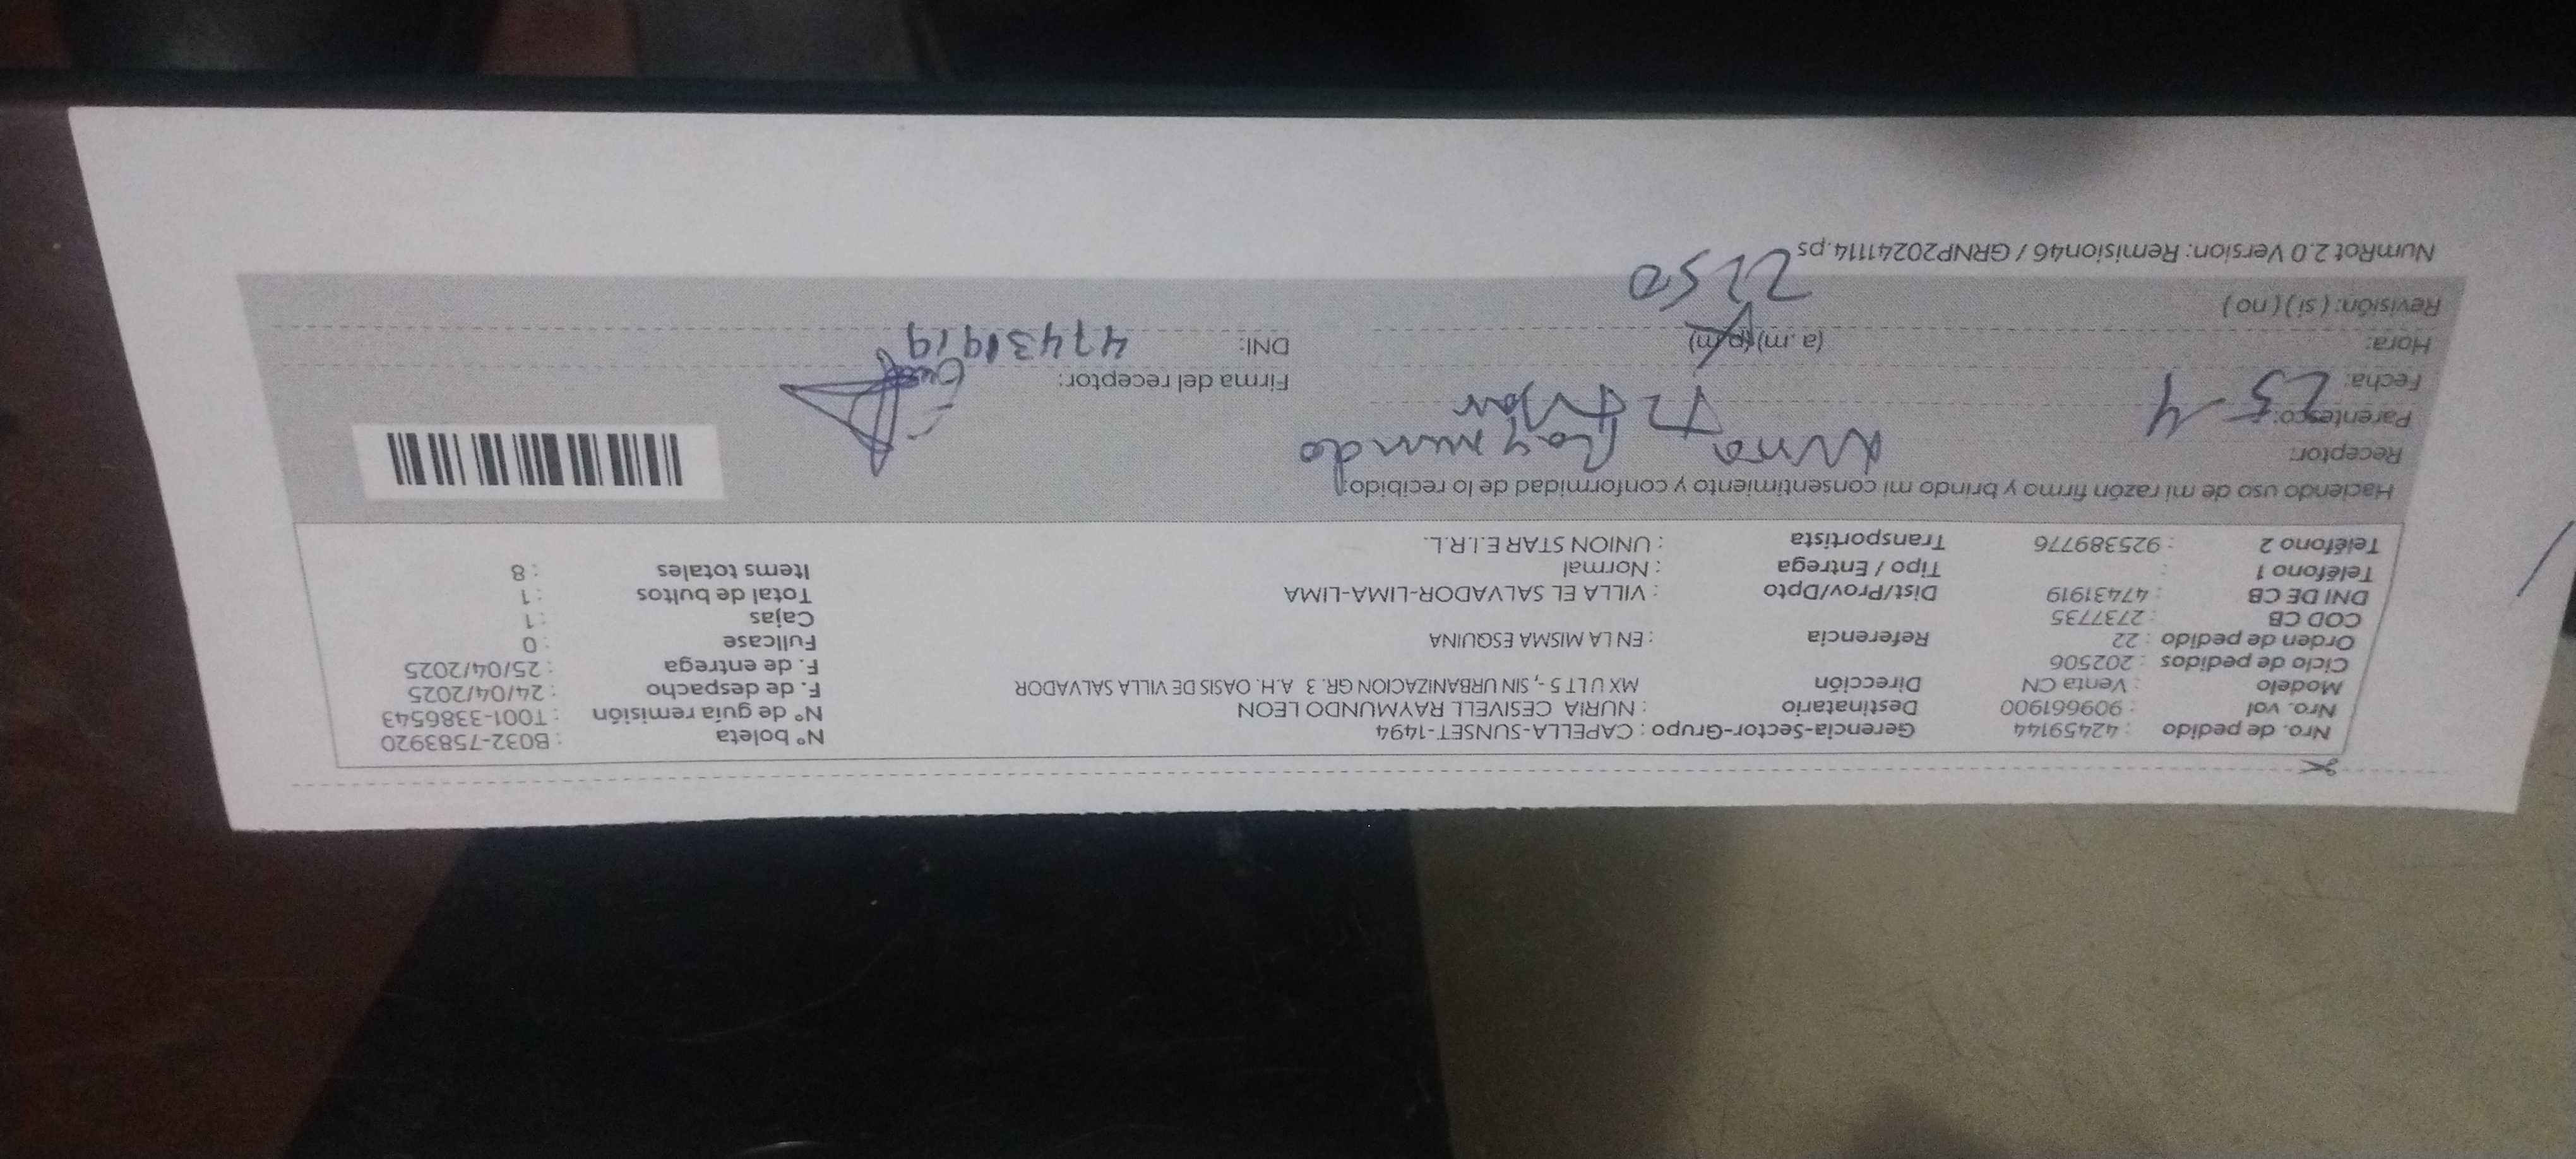 Nro. de pedido : 42459144 Gerencia-Sector-Grupo : CAPELLA-SUNSET-1494 N° boleta : B032-7583920
Nro. vol : 909661900 Destinatario : NURIA CESIVELL RAYMUNDO LEON N° de guía remisión : T001-3386543
Modelo : Venta CN Dirección MX U LT 5 -, SIN URBANIZACION GR. 3 A.H. OASIS DE VILLA SALVADOR F. de despacho : 24/04/2025
Ciclo de pedidos : 202506 F. de entrega : 25/04/2025
Orden de pedido : 22 Referencia : EN LA MISMA ESQUINA Fullcase : 0
COD CB : 2737735 Cajas : 1
DNI DE CB : 47431919 Dist/Prov/Dpto : VILLA EL SALVADOR-LIMA-LIMA Total de bultos : 1
Teléfono 1 : Tipo / Entrega : Normal Items totales : 8
Teléfono 2 : 925389776 Transportista : UNION STAR E.I.R.L.
Haciendo uso de mi razón firmo y brindo mi consentimiento y conformidad de lo recibido:
Receptor: Raymundo
Parentesco:
Fecha: 25-4 Firma del receptor:
Hora: (a.m) (p.m) DNI: 47431919
Revisión: (si) (no) 2250
NumRot 2.0 Version: Remision46 / GRNP20241114.ps